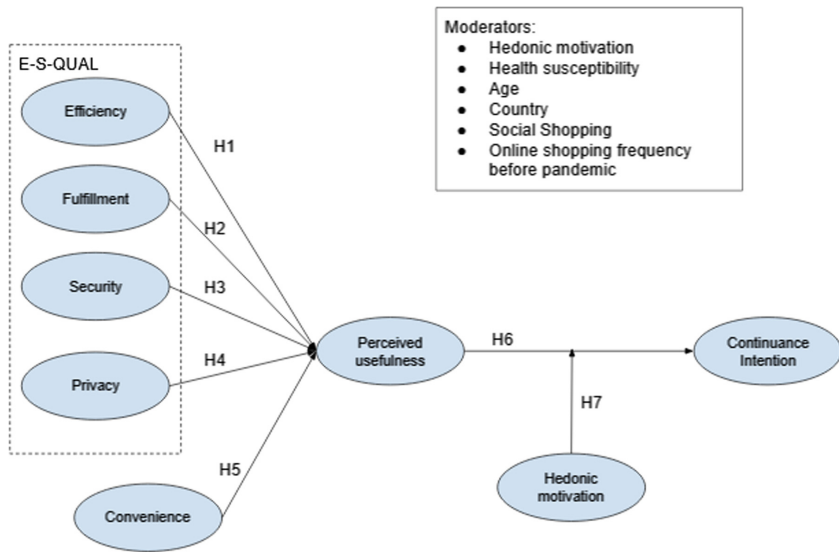 Moderators:
● Hedonic motivation
● Health susceptibility
● Age
● Country
● Social Shopping
● Online shopping frequency
before pandemic
E-S-QUAL
Efficiency
H1
Fulfillment
H2
Security
H3
Privacy
H4
Perceived
usefulness
H6
Continuance
Intention
H7
H5
Convenience
Hedonic
motivation